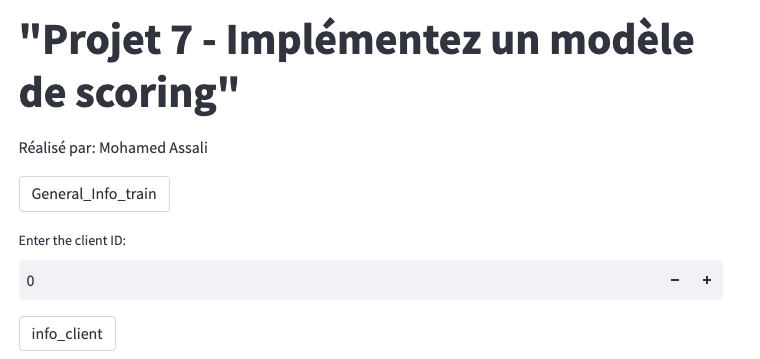 "Projet 7 - Implémentez un modèle
de scoring"
Réalisé par: Mohamed Assali
General_Info_train
Enter the client ID:
0 − +
info_client